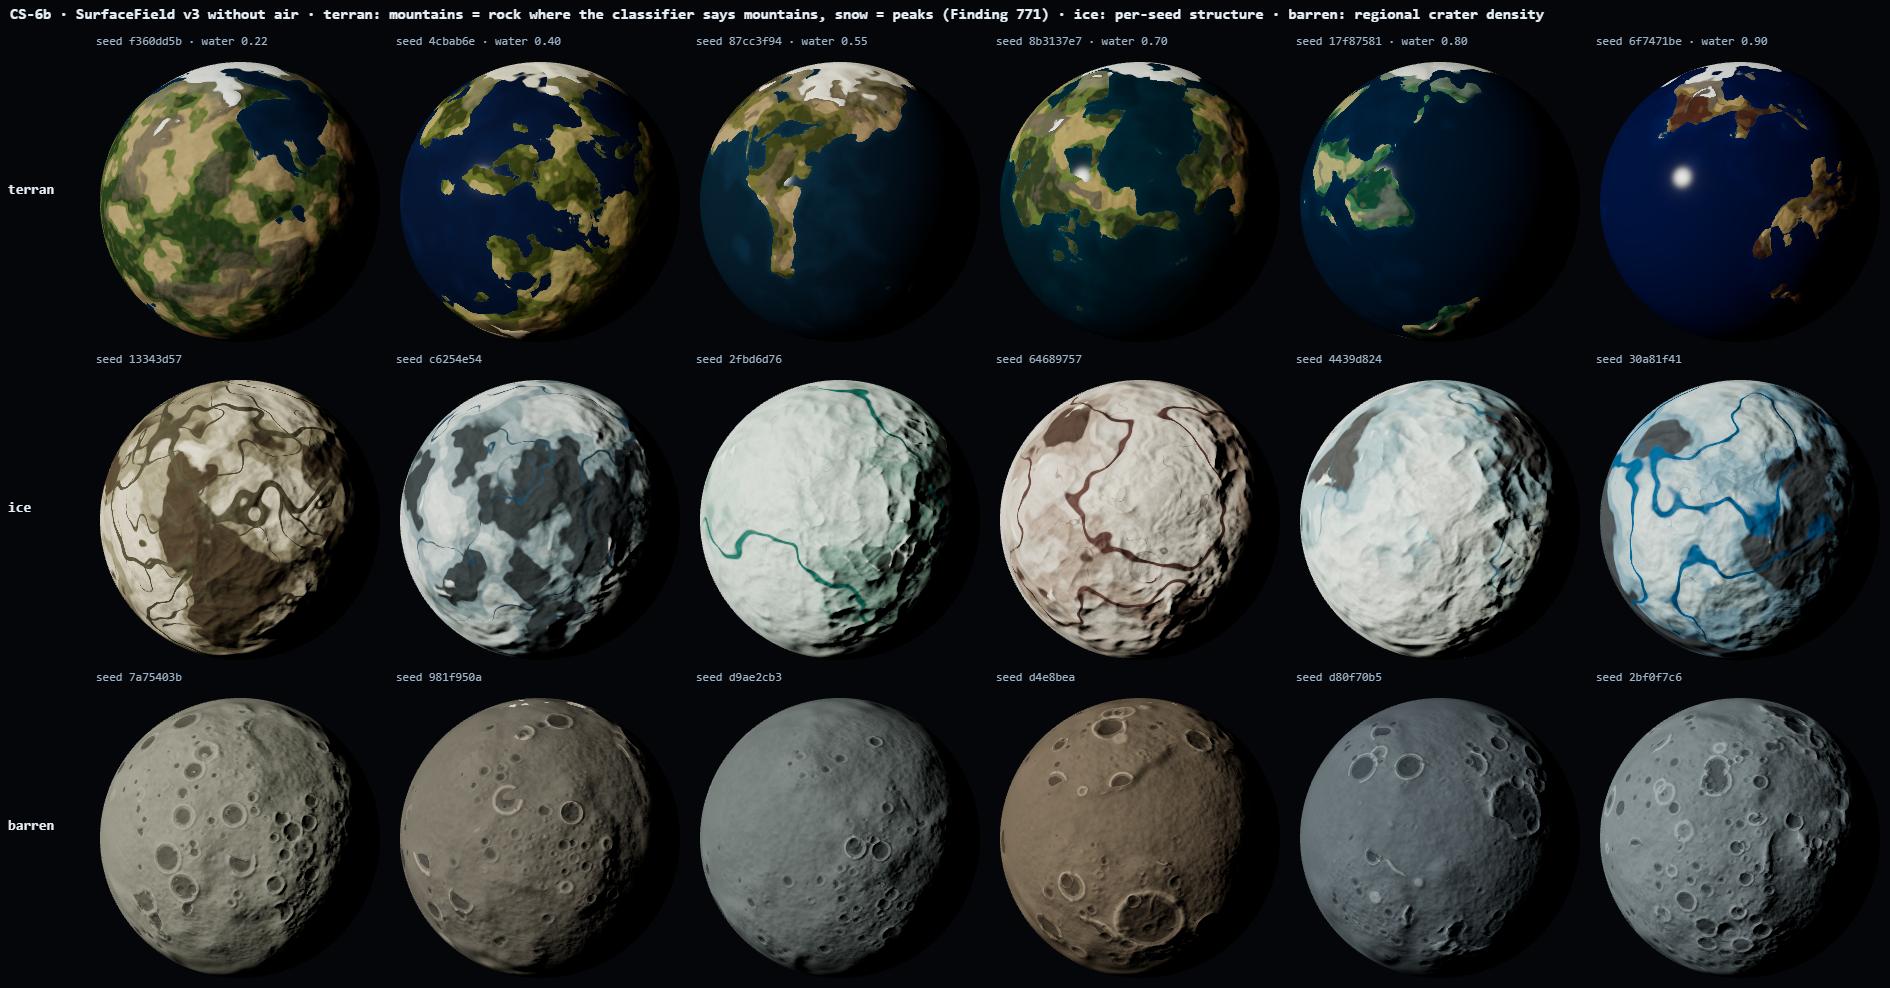 CS-6b · SurfaceField v3 without air · terran: mountains = rock where the classifier says mountains, snow = peaks (Finding 771) · ice: per-seed structure · barren: regional crater density
seed f360dd5b · water 0.22
seed 4cbab6e · water 0.40
seed 87cc3f94 · water 0.55
seed 8b3137e7 · water 0.70
seed 17f87581 · water 0.80
seed 6f7471be · water 0.90
terran
seed 13343d57
seed c6254e54
seed 2fbd6d76
seed 64689757
seed 4439d824
seed 30a81f41
ice
seed 7a75403b
seed 981f950a
seed d9ae2cb3
seed d4e8bea
seed d80f70b5
seed 2bf0f7c6
barren